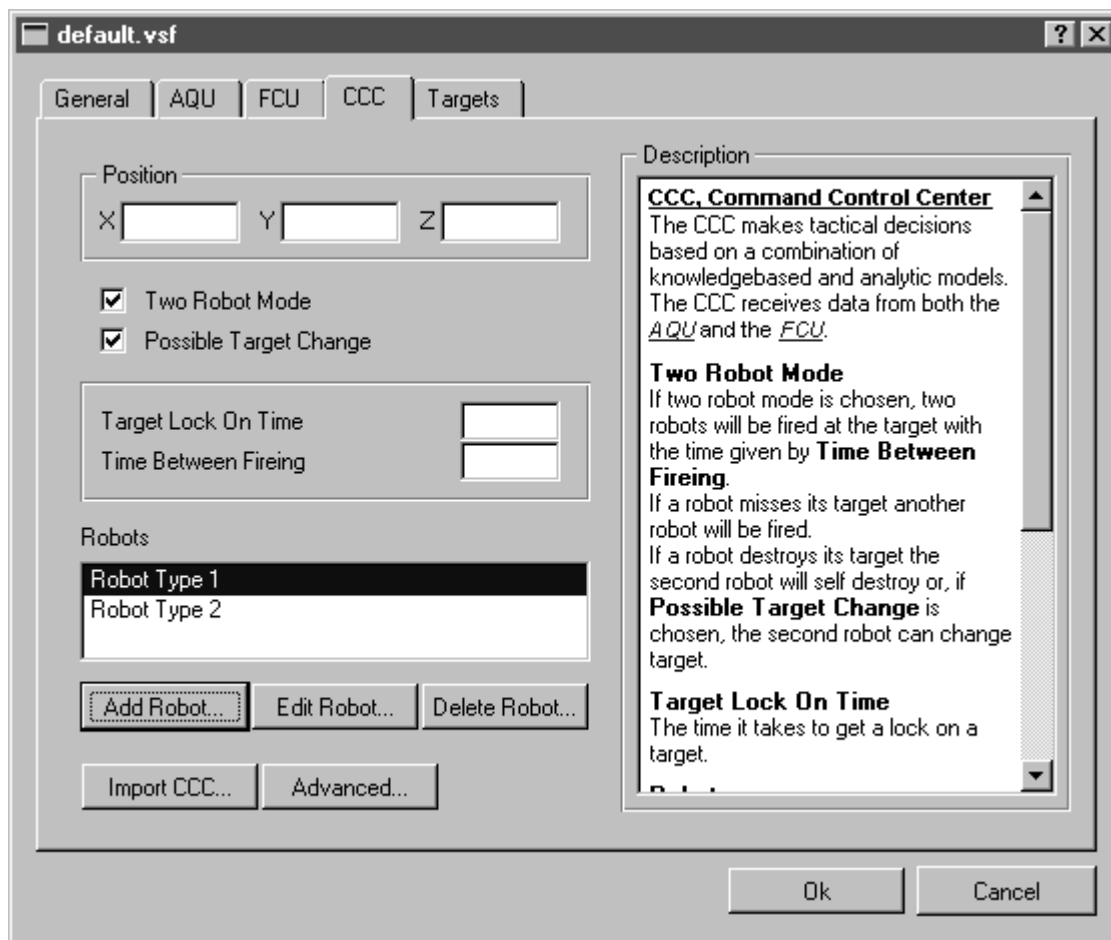 default.vsf
General AQU FCU CCC Targets
Position
X Y Z
Two Robot Mode
Possible Target Change
Target Lock On Time
Time Between Fireing
Robots
Robot Type 1
Robot Type 2
Add Robot... Edit Robot... Delete Robot...
Import CCC... Advanced...
Description
CCC, Command Control Center
The CCC makes tactical decisions
based on a combination of
knowledgebased and analytic models.
The CCC receives data from both the
AQU and the FCU.
Two Robot Mode
If two robot mode is chosen, two
robots will be fired at the target with
the time given by Time Between
Fireing.
If a robot misses its target another
robot will be fired.
If a robot destroys its target the
second robot will self destroy or, if
Possible Target Change is
chosen, the second robot can change
target.
Target Lock On Time
The time it takes to get a lock on a
target.
Ok Cancel